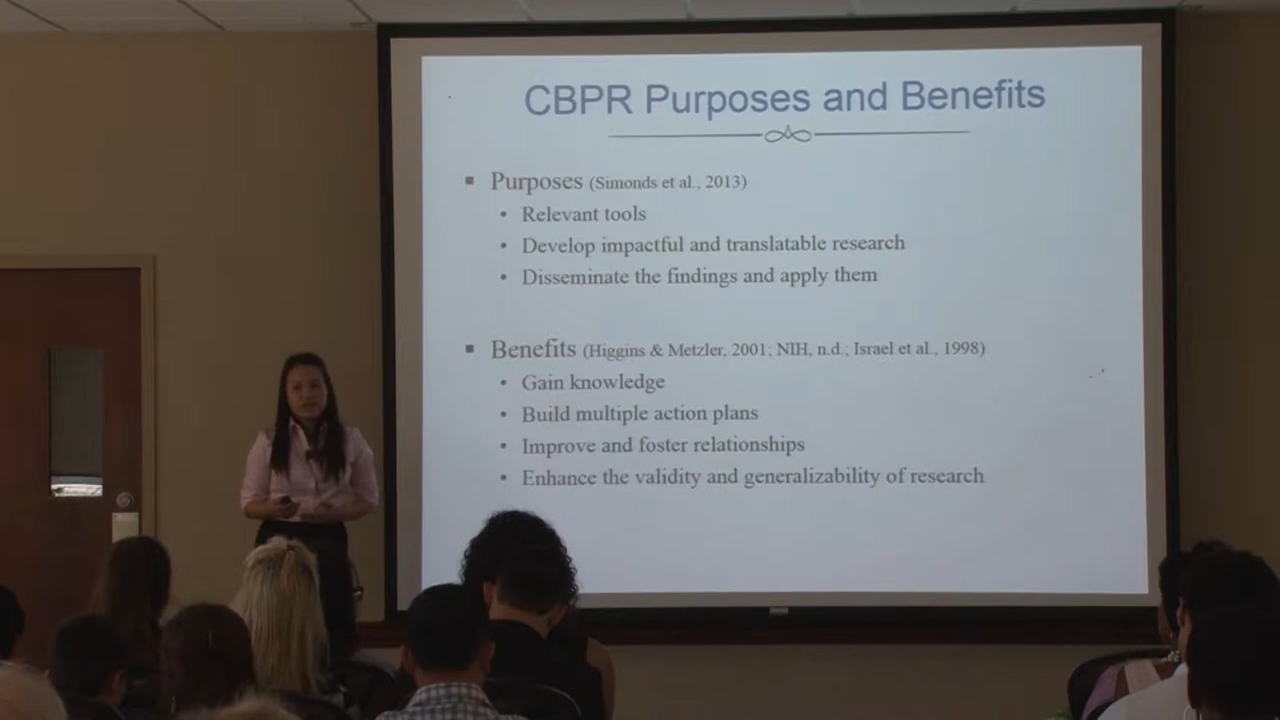 CBPR Purposes and Benefits
Purposes (Simonds et al., 2013)
Relevant tools
Develop impactful and translatable research
Disseminate the findings and apply them
Benefits (Higgins & Metzler, 2001; NIH, n.d.; Israel et al., 1998)
Gain knowledge
Build multiple action plans
Improve and foster relationships
Enhance the validity and generalizability of research